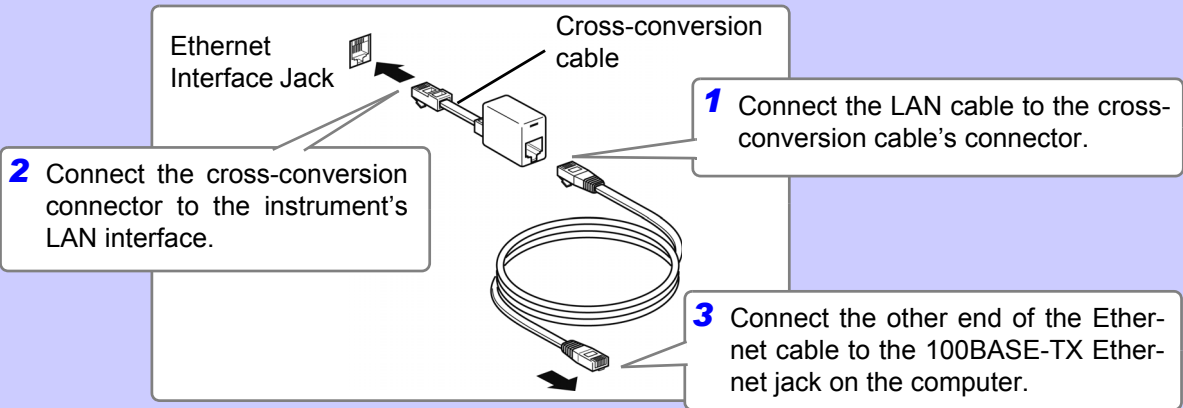 Ethernet
Interface Jack
Cross-conversion
cable
1 Connect the LAN cable to the cross-
conversion cable's connector.
2 Connect the cross-conversion
connector to the instrument's
LAN interface.
3 Connect the other end of the Ether-
net cable to the 100BASE-TX Ether-
net jack on the computer.